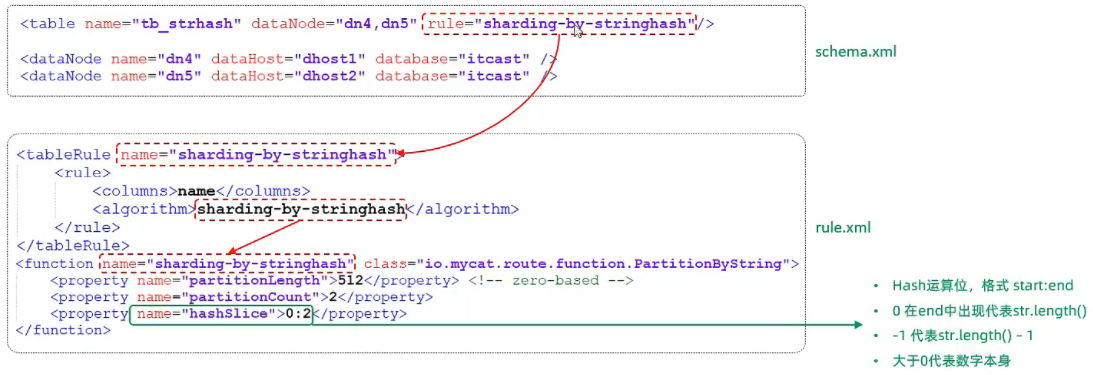 <table name="tb_strhash" dataNode="dn4,dn5" rule="sharding-by-stringhash"/>
<dataNode name="dn4" dataHost="dhost1" database="itcast" />
<dataNode name="dn5" dataHost="dhost2" database="itcast" />
schema.xml
<tableRule name="sharding-by-stringhash">
<rule>
<columns>name</columns>
<algorithm>sharding-by-stringhash</algorithm>
</rule>
</tableRule>
<function name="sharding-by-stringhash" class="io.mycat.route.function.PartitionByString">
<property name="partitionLength">512</property> <!-- zero-based -->
<property name="partitionCount">2</property>
<property name="hashSlice">0:2</property>
</function>
rule.xml
• Hash运算位，格式 start:end
• 0 在end中出现代表str.length()
• -1 代表str.length() – 1
• 大于0代表数字本身